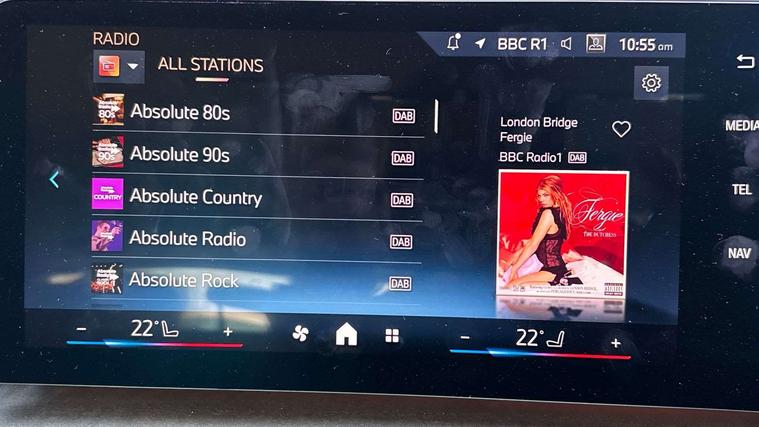 RADIO
BBC R1
10:55 am
ALL STATIONS
Absolute 80s
DAB
Absolute 90s
DAB
COUNTRY
Absolute Country
DAB
Absolute Radio
DAB
Absolute Rock
DAB
London Bridge
Fergie
BBC Radio1 DAB
Fergie
THE DUTCHESS
− 22° +
− 22° +
MEDIA
TEL
NAV